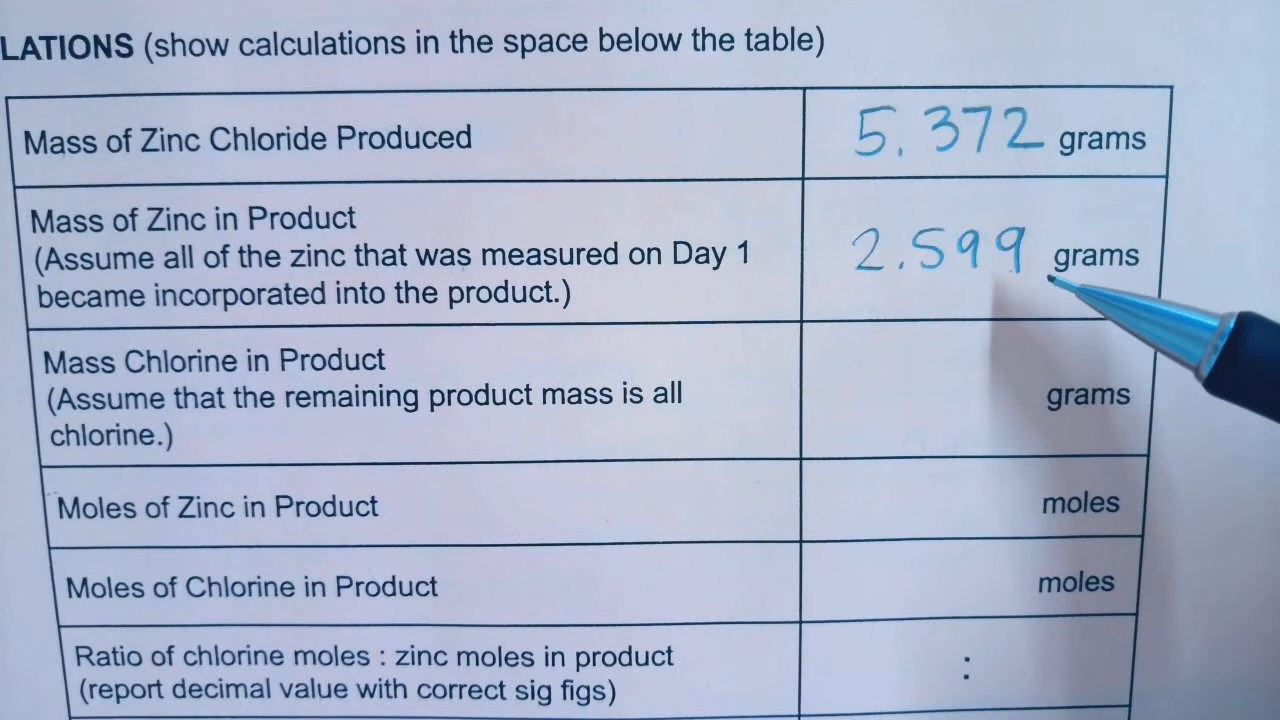 LATIONS (show calculations in the space below the table)
Mass of Zinc Chloride Produced
5.372 grams
Mass of Zinc in Product
(Assume all of the zinc that was measured on Day 1
became incorporated into the product.)
2.599 grams
Mass Chlorine in Product
(Assume that the remaining product mass is all
chlorine.)
grams
Moles of Zinc in Product
moles
Moles of Chlorine in Product
moles
Ratio of chlorine moles : zinc moles in product
(report decimal value with correct sig figs)
: